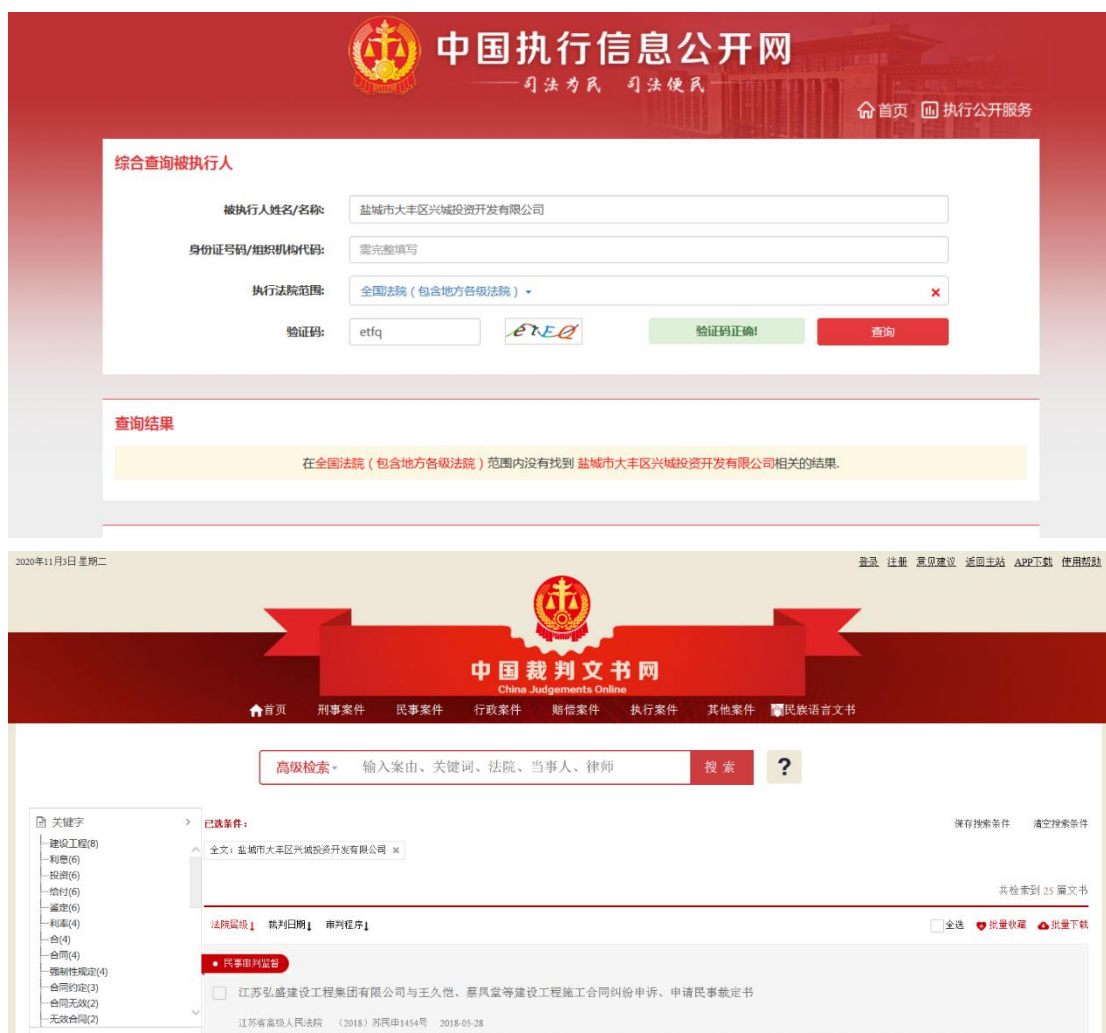 中国执行信息公开网
司法为民 司法便民
首页 执行公开服务
综合查询被执行人
被执行人姓名/名称: 盐城市大丰区兴城投资开发有限公司
身份证号码/组织机构代码: 需完整填写
执行法院范围: 全国法院（包含地方各级法院）
验证码: etfq eTEQ 验证码正确! 查询
查询结果
在全国法院（包含地方各级法院）范围内没有找到 盐城市大丰区兴城投资开发有限公司相关的结果.
2020年11月3日 星期二 登录 注册 意见建议 返回主站 APP下载 使用帮助
中国裁判文书网
China Judgements Online
首页 刑事案件 民事案件 行政案件 赔偿案件 执行案件 其他案件 民族语言文书
高级检索 输入案由、关键词、法院、当事人、律师 搜索 ?
关键字 已选条件： 保存搜索条件 清空搜索条件
建设工程(8)
全文：盐城市大丰区兴城投资开发有限公司
利息(6)
投资(6)
给付(6)
共检索到 25 篇文书
鉴定(6)
利率(4)
法院层级 裁判日期 审判程序 全选 批量收藏 批量下载
合(4)
合同(4)
强制性规定(4)
民事审判监督
合同约定(3)
合同无效(2)
江苏弘盛建设工程集团有限公司与王久恺、蔡凤堂等建设工程施工合同纠纷申诉、申请民事裁定书
无效合同(2)
江苏省高级人民法院 （2018）苏民申1454号 2018-05-28